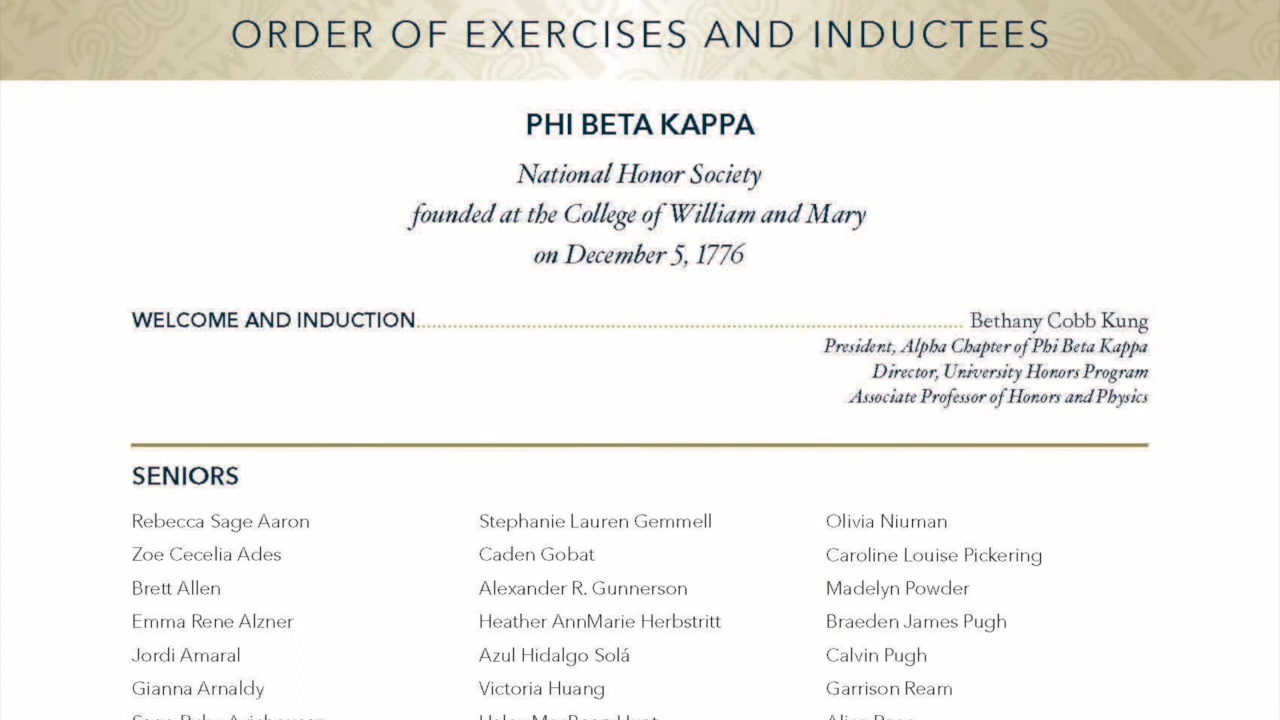 ORDER OF EXERCISES AND INDUCTEES
PHI BETA KAPPA
National Honor Society
founded at the College of William and Mary
on December 5, 1776
WELCOME AND INDUCTION Bethany Cobb Kung
President, Alpha Chapter of Phi Beta Kappa
Director, University Honors Program
Associate Professor of Honors and Physics
SENIORS
Rebecca Sage Aaron
Zoe Cecelia Ades
Brett Allen
Emma Rene Alzner
Jordi Amaral
Gianna Arnaldy
Stephanie Lauren Gemmell
Caden Gobat
Alexander R. Gunnerson
Heather AnnMarie Herbstritt
Azul Hidalgo Solá
Victoria Huang
Olivia Niuman
Caroline Louise Pickering
Madelyn Powder
Braeden James Pugh
Calvin Pugh
Garrison Ream